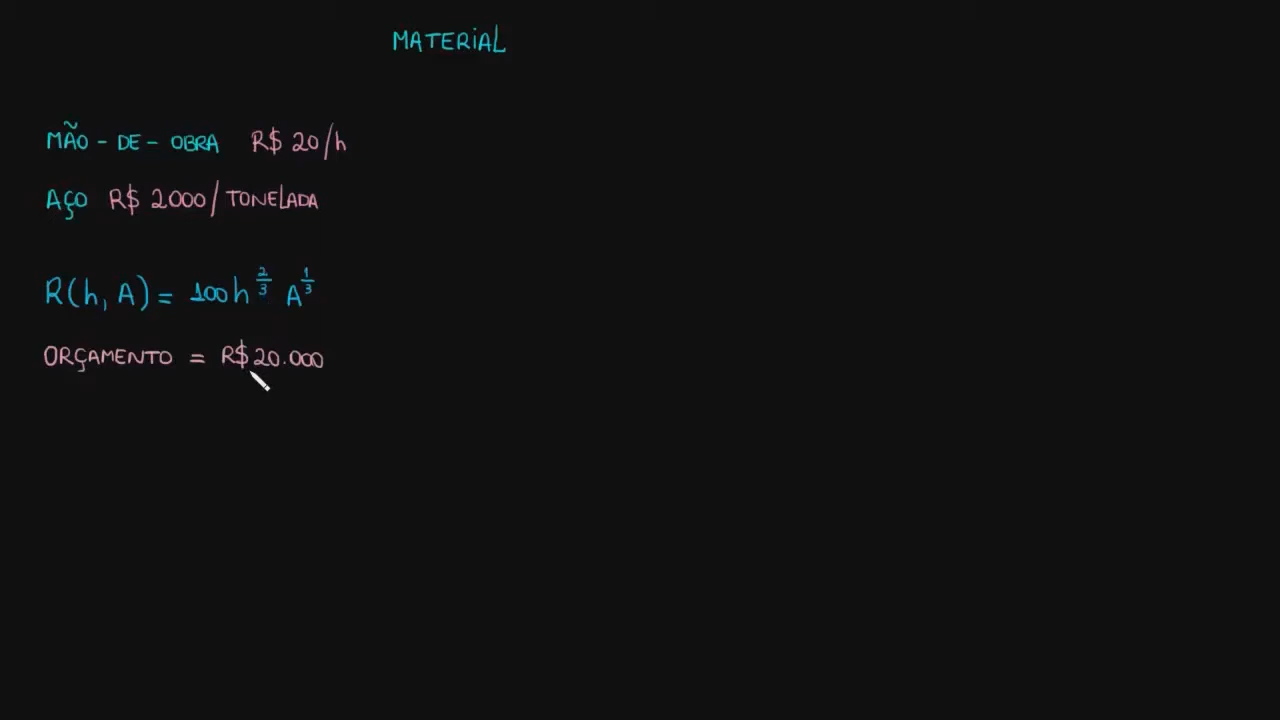 MATERiAL
MÃO - DE - OBRA R$ 20/h
AÇO R$ 2000/TONELADA
R(h, A) = 100h^{2/3} A^{1/3}
ORÇAMENTO = R$ 20.000